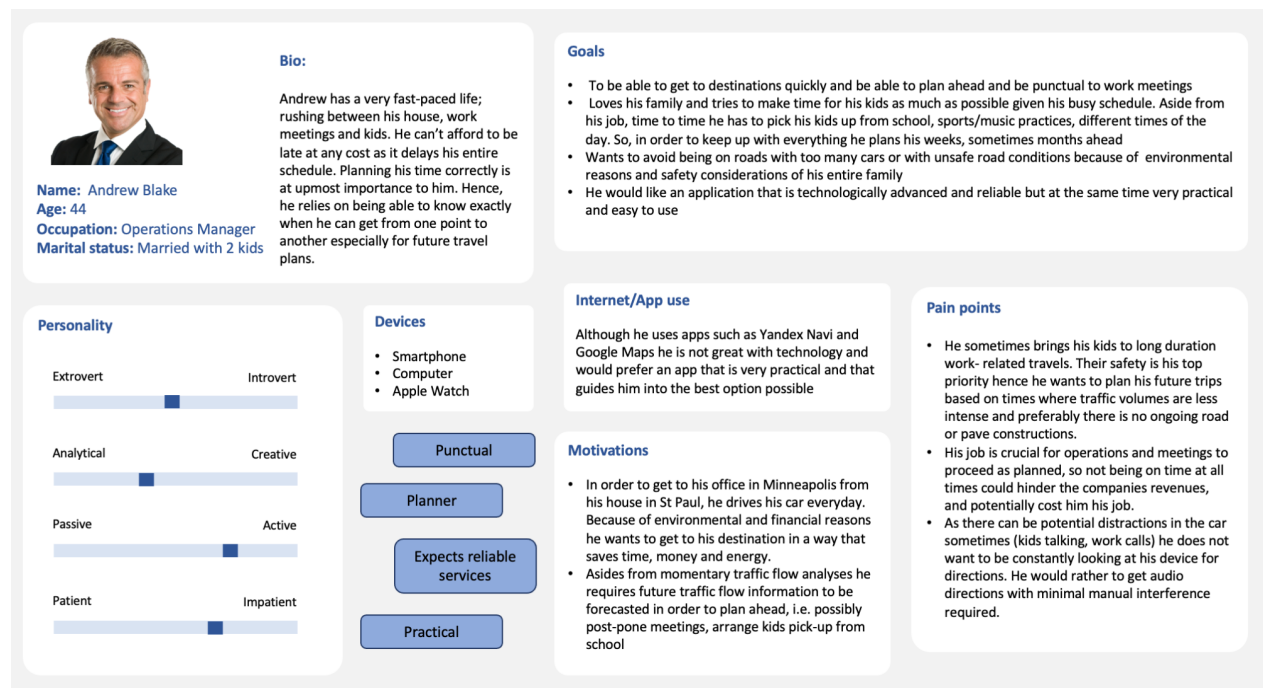 Bio:
Andrew has a very fast-paced life;
rushing between his house, work
meetings and kids. He can't afford to be
late at any cost as it delays his entire
schedule. Planning his time correctly is
at upmost importance to him. Hence,
he relies on being able to know exactly
when he can get from one point to
another especially for future travel
plans.
Name: Andrew Blake
Age: 44
Occupation: Operations Manager
Marital status: Married with 2 kids
Goals
• To be able to get to destinations quickly and be able to plan ahead and be punctual to work meetings
• Loves his family and tries to make time for his kids as much as possible given his busy schedule. Aside from
his job, time to time he has to pick his kids up from school, sports/music practices, different times of the
day. So, in order to keep up with everything he plans his weeks, sometimes months ahead
• Wants to avoid being on roads with too many cars or with unsafe road conditions because of environmental
reasons and safety considerations of his entire family
• He would like an application that is technologically advanced and reliable but at the same time very practical
and easy to use
Personality
Extrovert Introvert
Analytical Creative
Passive Active
Patient Impatient
Devices
• Smartphone
• Computer
• Apple Watch
Punctual
Planner
Expects reliable
services
Practical
Internet/App use
Although he uses apps such as Yandex Navi and
Google Maps he is not great with technology and
would prefer an app that is very practical and that
guides him into the best option possible
Motivations
• In order to get to his office in Minneapolis from
his house in St Paul, he drives his car everyday.
Because of environmental and financial reasons
he wants to get to his destination in a way that
saves time, money and energy.
• Asides from momentary traffic flow analyses he
requires future traffic flow information to be
forecasted in order to plan ahead, i.e. possibly
post-pone meetings, arrange kids pick-up from
school
Pain points
• He sometimes brings his kids to long duration
work- related travels. Their safety is his top
priority hence he wants to plan his future trips
based on times where traffic volumes are less
intense and preferably there is no ongoing road
or pave constructions.
• His job is crucial for operations and meetings to
proceed as planned, so not being on time at all
times could hinder the companies revenues,
and potentially cost him his job.
• As there can be potential distractions in the car
sometimes (kids talking, work calls) he does not
want to be constantly looking at his device for
directions. He would rather to get audio
directions with minimal manual interference
required.